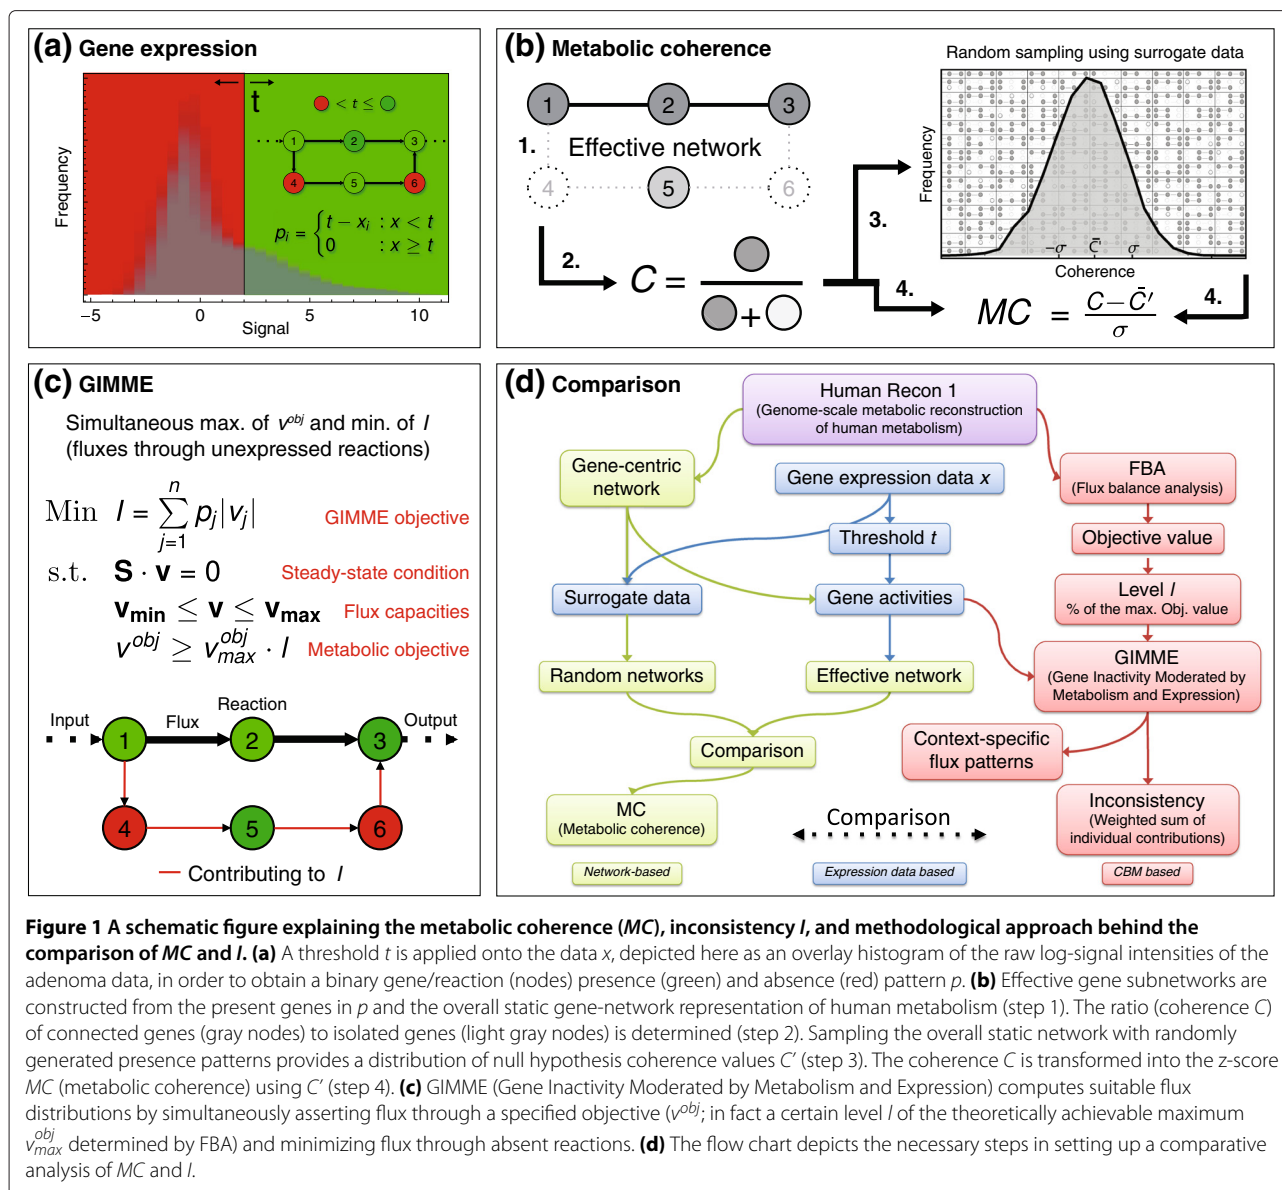 (a) Gene expression
t
< t ≤
1
2
3
4
5
6
p_i = { t − x_i : x < t
0 : x ≥ t
Frequency
−5
0
5
10
Signal
(b) Metabolic coherence
Random sampling using surrogate data
1
2
3
1.
Effective network
4
5
6
2.
C =
+
3.
4.
Frequency
−σ
C̄'
σ
Coherence
MC = C − C̄' / σ
4.
(c) GIMME
Simultaneous max. of v^obj and min. of I
(fluxes through unexpressed reactions)
Min I = n ∑ j=1 p_j|v_j|
GIMME objective
s.t. S · v = 0
Steady-state condition
v_min ≤ v ≤ v_max
Flux capacities
v^obj ≥ v^obj_max · l
Metabolic objective
Input
Flux
Reaction
Output
1
2
3
4
5
6
Contributing to I
(d) Comparison
Human Recon 1
(Genome-scale metabolic reconstruction
of human metabolism)
Gene-centric
network
Gene expression data x
FBA
(Flux balance analysis)
Threshold t
Objective value
Surrogate data
Gene activities
Level l
% of the max. Obj. value
Random networks
Effective network
GIMME
(Gene Inactivity Moderated by
Metabolism and Expression)
Comparison
Context-specific
flux patterns
MC
(Metabolic coherence)
Comparison
Inconsistency
(Weighted sum of
individual contributions)
Network-based
Expression data based
CBM based
Figure 1 A schematic figure explaining the metabolic coherence (MC), inconsistency I, and methodological approach behind the
comparison of MC and I. (a) A threshold t is applied onto the data x, depicted here as an overlay histogram of the raw log-signal intensities of the
adenoma data, in order to obtain a binary gene/reaction (nodes) presence (green) and absence (red) pattern p. (b) Effective gene subnetworks are
constructed from the present genes in p and the overall static gene-network representation of human metabolism (step 1). The ratio (coherence C)
of connected genes (gray nodes) to isolated genes (light gray nodes) is determined (step 2). Sampling the overall static network with randomly
generated presence patterns provides a distribution of null hypothesis coherence values C′ (step 3). The coherence C is transformed into the z-score
MC (metabolic coherence) using C′ (step 4). (c) GIMME (Gene Inactivity Moderated by Metabolism and Expression) computes suitable flux
distributions by simultaneously asserting flux through a specified objective (v^obj; in fact a certain level l of the theoretically achievable maximum
v^obj_max determined by FBA) and minimizing flux through absent reactions. (d) The flow chart depicts the necessary steps in setting up a comparative
analysis of MC and I.